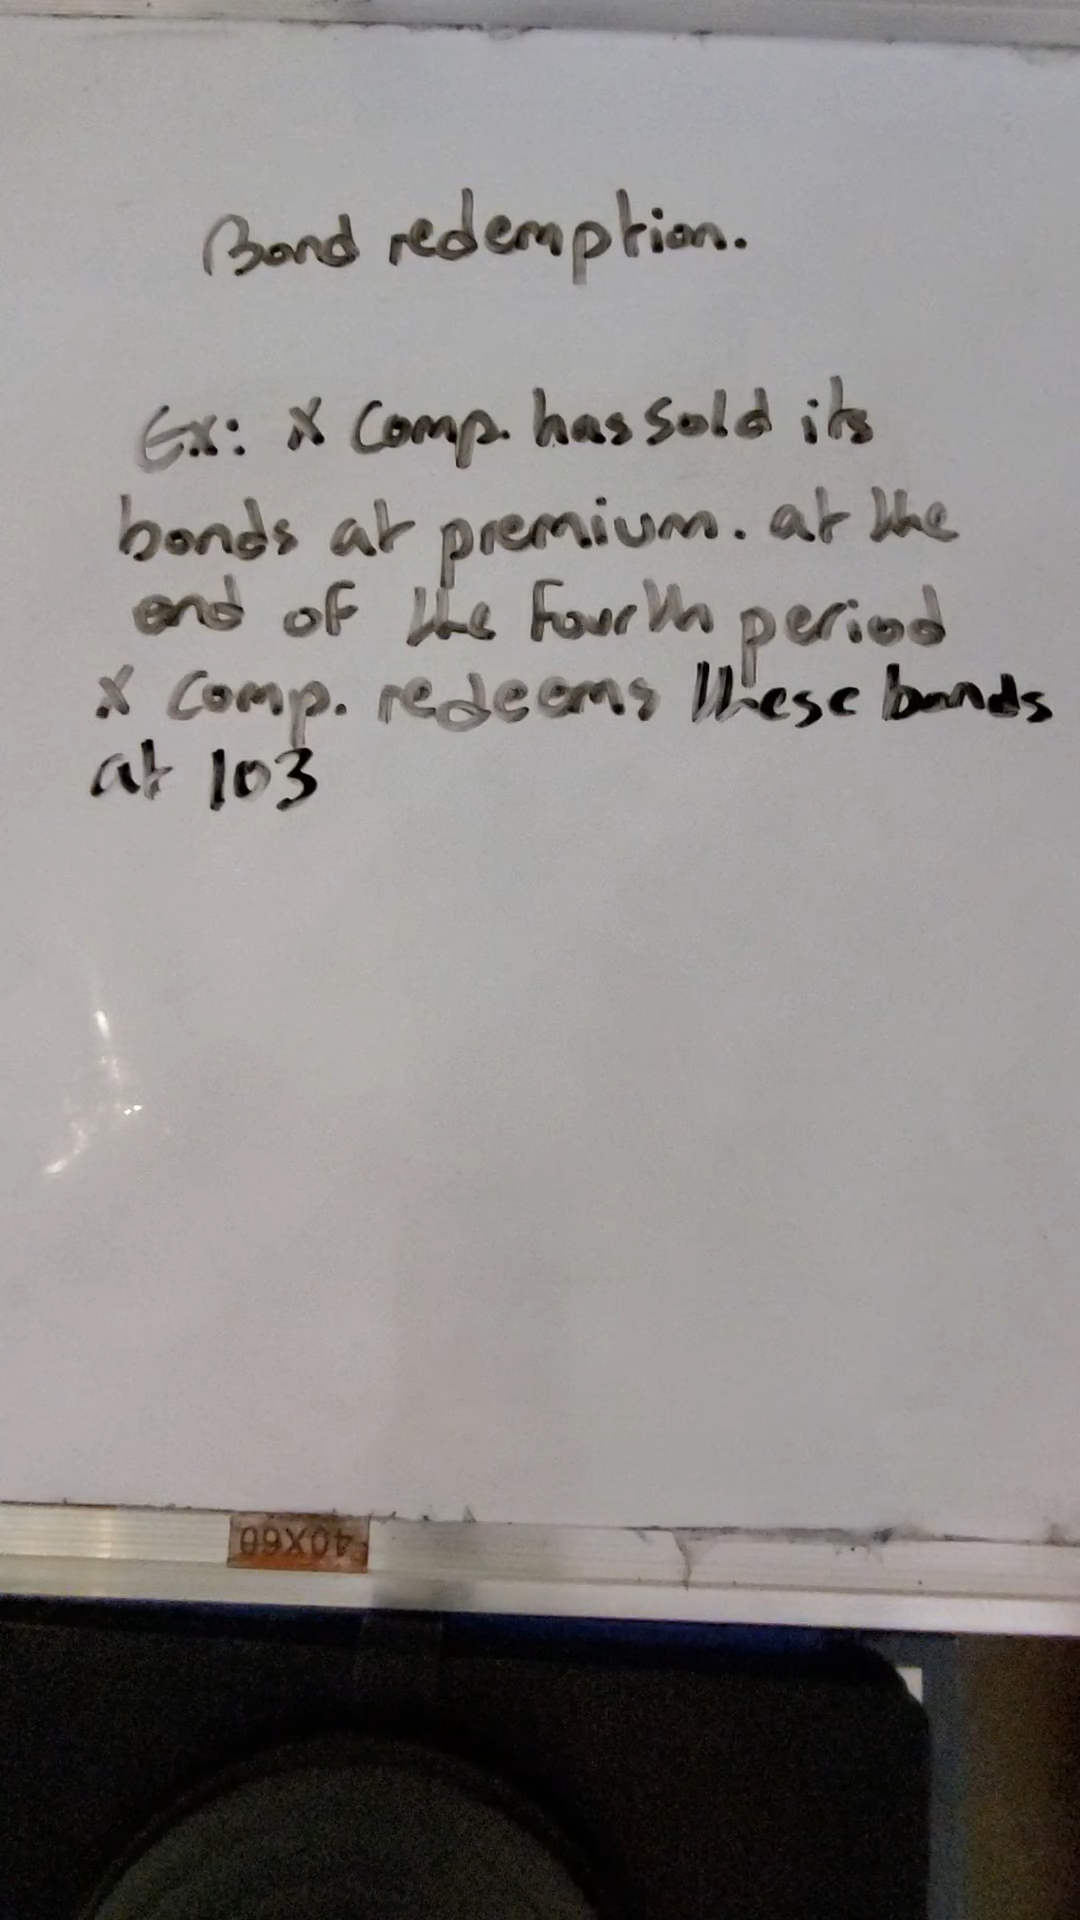 Bond redemption.
Ex: X Comp. has sold its
bonds at premium. at the
end of the fourth period
X Comp. redeems these bonds
at 103
40X60